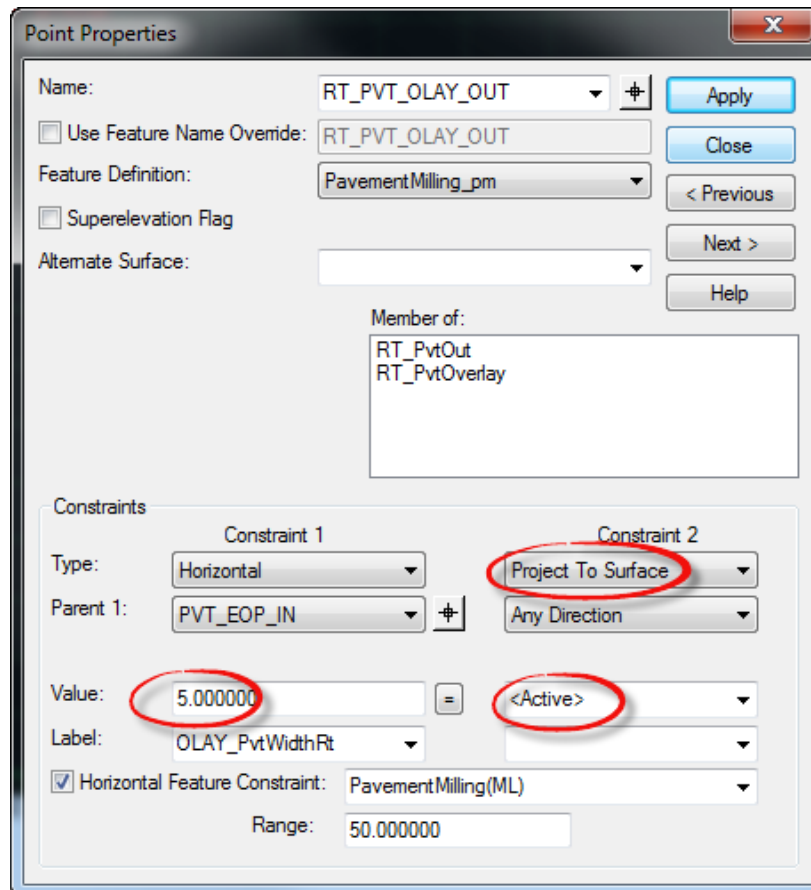 Point Properties
Name: RT_PVT_OLAY_OUT Apply
Use Feature Name Override: RT_PVT_OLAY_OUT Close
Feature Definition: PavementMilling_pm < Previous
Superelevation Flag
Next >
Alternate Surface:
Help
Member of:
RT_PvtOut
RT_PvtOverlay
Constraints
Constraint 1 Constraint 2
Type: Horizontal Project To Surface
Parent 1: PVT_EOP_IN Any Direction
Value: 5.000000 = <Active>
Label: OLAY_PvtWidthRt
Horizontal Feature Constraint: PavementMilling(ML)
Range: 50.000000